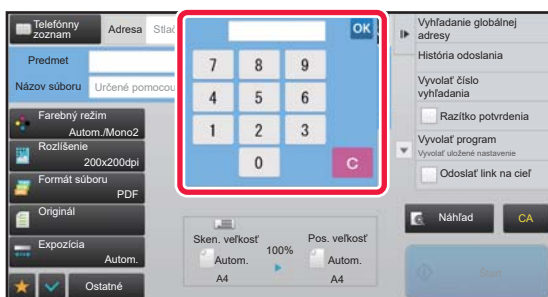 Telefónny
zoznam
Adresa
Stlač
Predmet
Názov súboru
Určené pomocou
Farebný režim
Autom./Mono2
Rozlíšenie
200x200dpi
Formát súboru
PDF
Originál
Expozícia
Autom.
Ostatné
OK
7 8 9
4 5 6
1 2 3
0 C
Sken. veľkosť
100%
Pos. veľkosť
Autom.
Autom.
A4
A4
Vyhľadanie globálnej
adresy
História odoslania
Vyvolať číslo
vyhľadania
Razítko potvrdenia
Vyvolať program
Vyvolať uložené nastavenie
Odoslať link na cieľ
Náhľad
CA
Štart